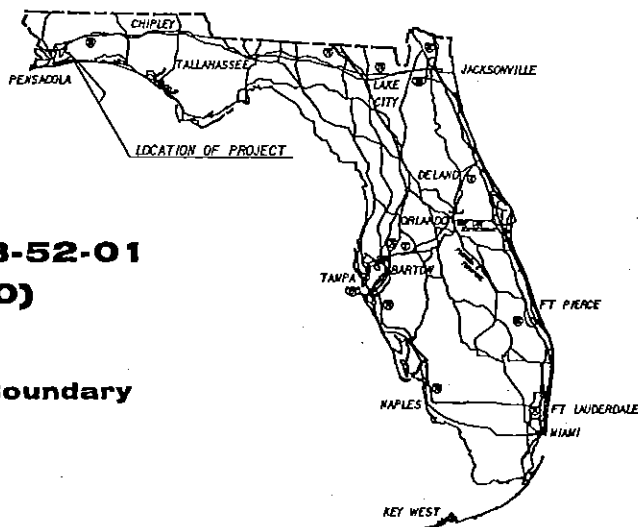 CHIPLEY
PENSACOLA
TALLAHASSEE
LAKE
CITY
JACKSONVILLE
LOCATION OF PROJECT
DELAND
ORLANDO
3-52-01
0)
TAMPA
BARTOW
FT PIERCE
oundary
NAPLES
FT LAUDERDALE
MIAMI
KEY WEST